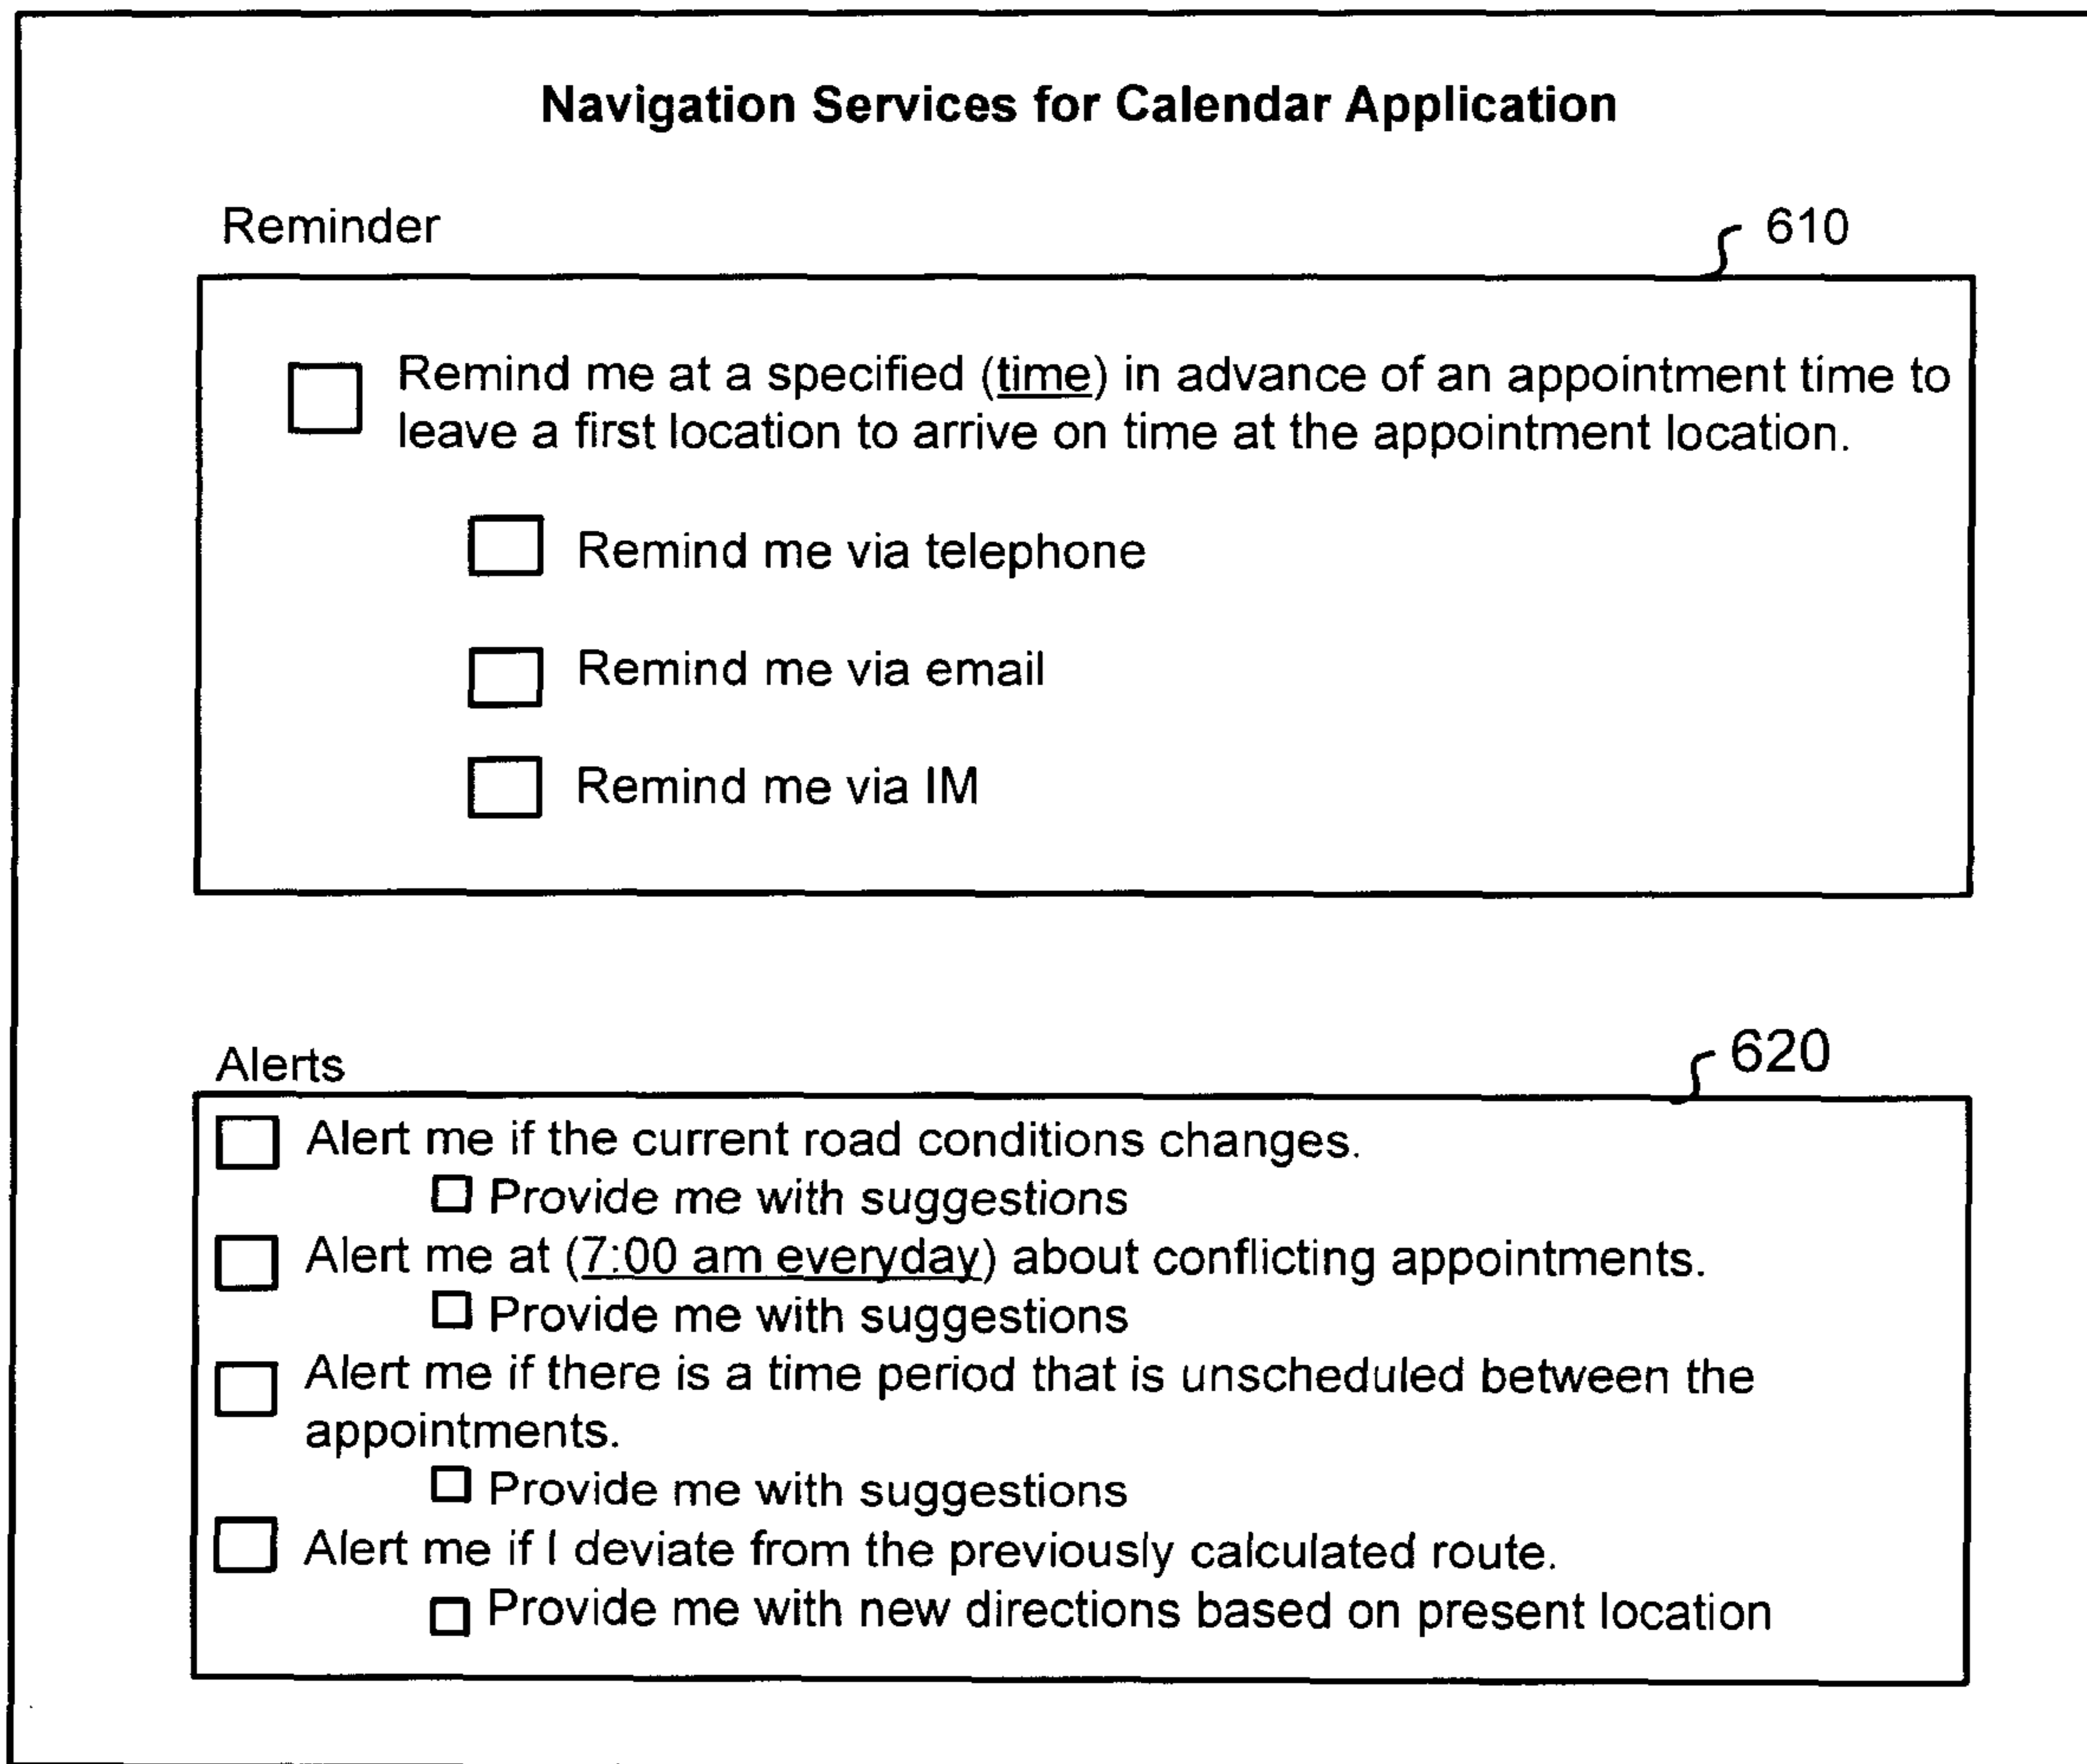 Navigation Services for Calendar Application
Reminder
610
Remind me at a specified (time) in advance of an appointment time to
leave a first location to arrive on time at the appointment location.
Remind me via telephone
Remind me via email
Remind me via IM
Alerts
620
Alert me if the current road conditions changes.
Provide me with suggestions
Alert me at (7:00 am everyday) about conflicting appointments.
Provide me with suggestions
Alert me if there is a time period that is unscheduled between the
appointments.
Provide me with suggestions
Alert me if I deviate from the previously calculated route.
Provide me with new directions based on present location